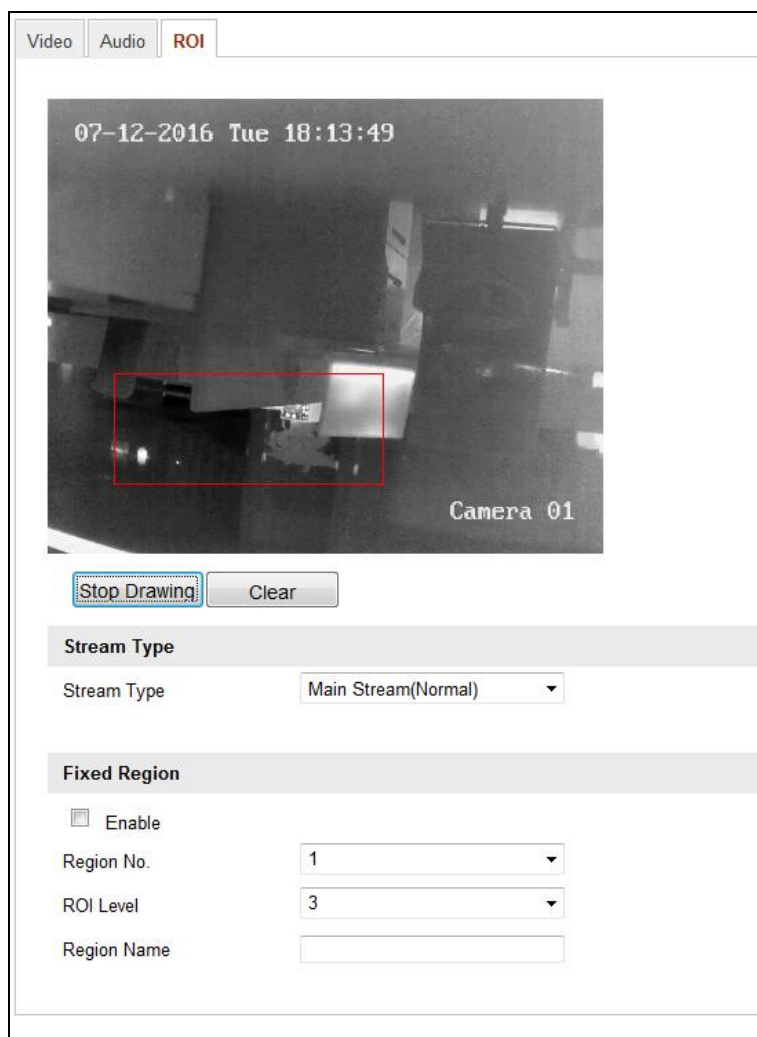 Video Audio ROI
07-12-2016 Tue 18:13:49
Camera 01
Stop Drawing Clear
Stream Type
Stream Type Main Stream(Normal)
Fixed Region
Enable
Region No. 1
ROI Level 3
Region Name